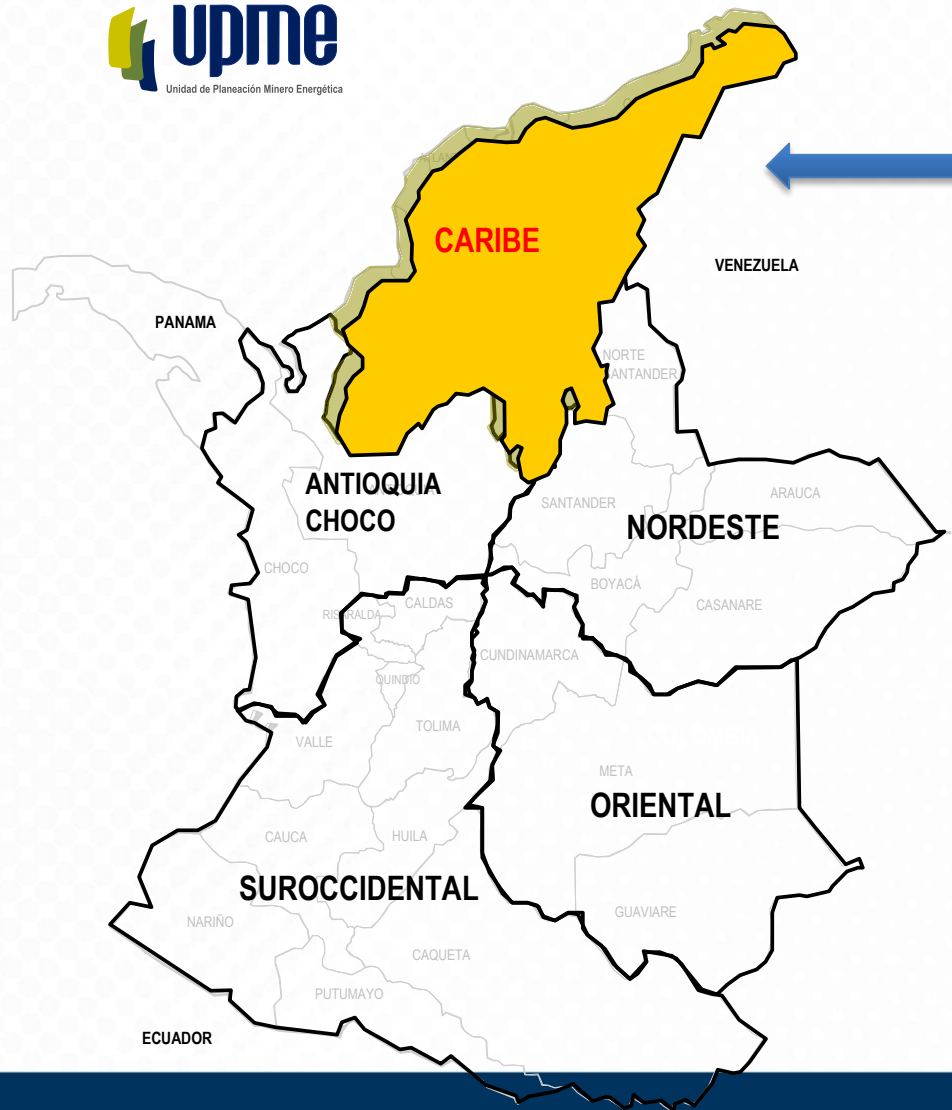 upme
Unidad de Planeación Minero Energética
CARIBE
VENEZUELA
PANAMA
NORTE
SANTANDER
ANTIOQUIA
CHOCO
SANTANDER
ARAUCA
NORDESTE
CHOCO
BOYACÁ
CASANARE
CALDAS
RISARALDA
CUNDINAMARCA
QUINDIO
TOLIMA
VALLE
META
ORIENTAL
CAUCA
HUILA
SUROCCIDENTAL
GUAVIARE
NARIÑO
CAQUETA
PUTUMAYO
ECUADOR